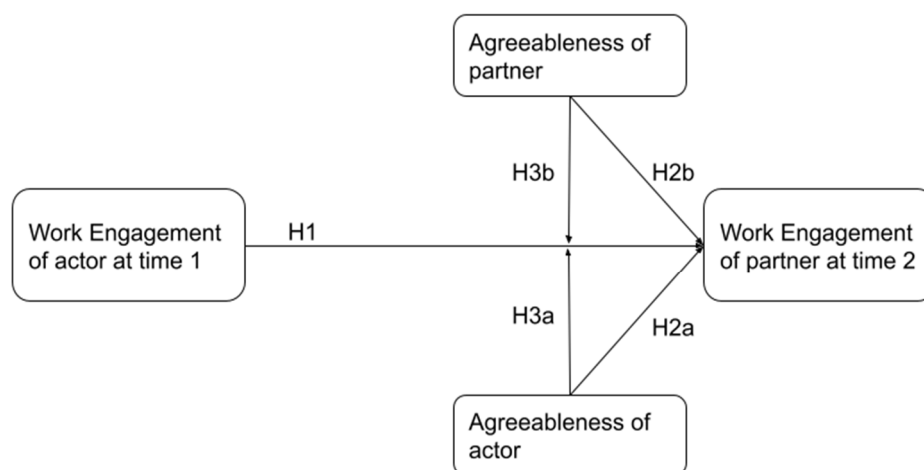 Agreeableness of
partner
H3b
H2b
Work Engagement
of actor at time 1
H1
Work Engagement
of partner at time 2
H3a
H2a
Agreeableness of
actor